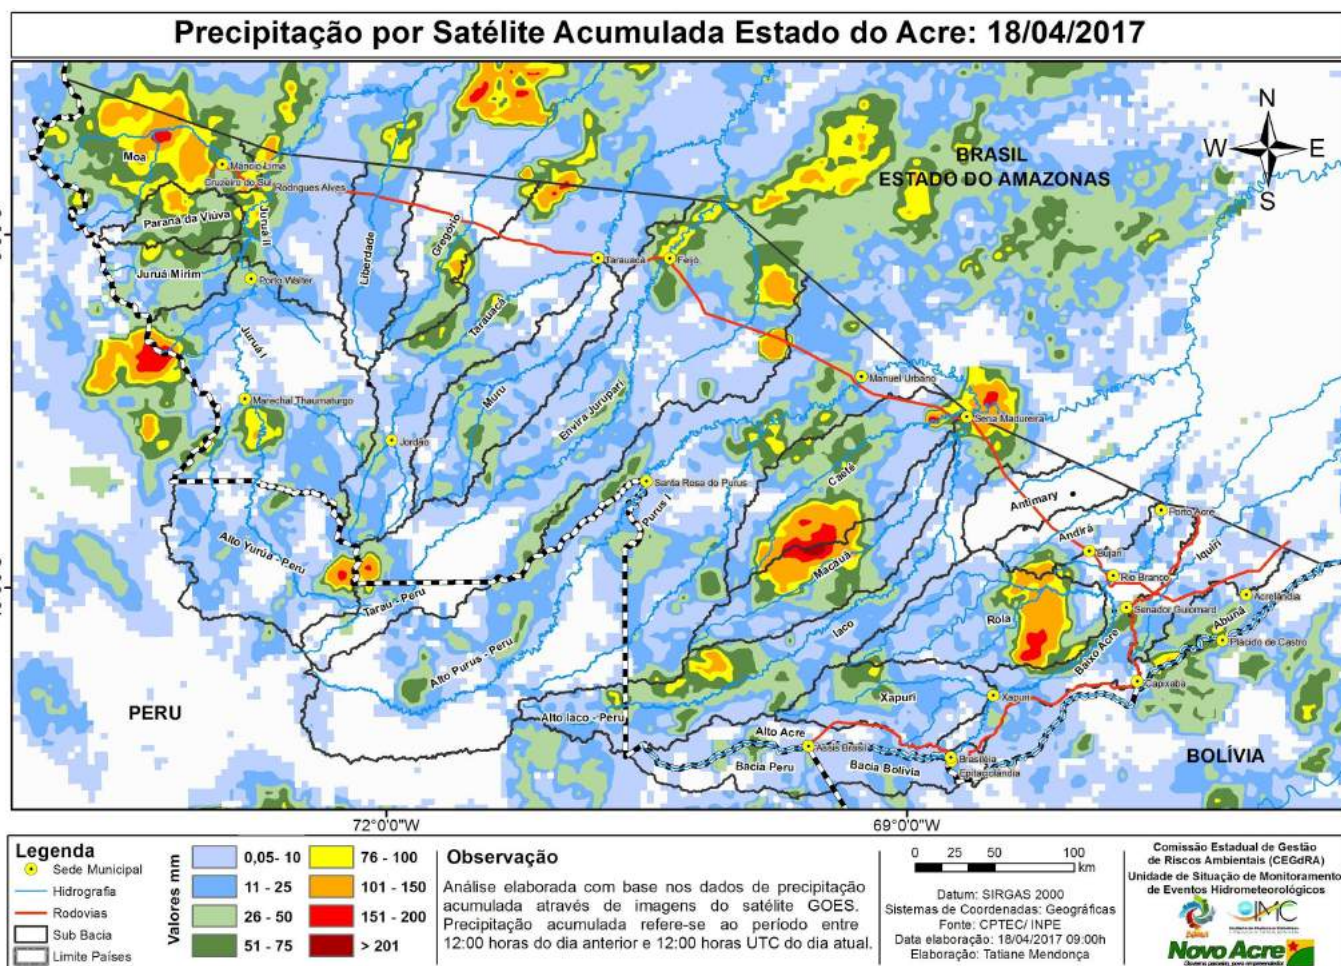 Precipitação por Satélite Acumulada Estado do Acre: 18/04/2017
N
W
E
S
BRASIL
ESTADO DO AMAZONAS
Moa
Mâncio Lima
Cruzeiro do Sul
Rodrigues Alves
Paraná da Viúva
Juruá II
Juruá Mirim
Porto Walter
Liberdade
Gregório
Tarauacá
Feijó
Tarauacá
Juruá I
Marechal Thaumaturgo
Muru
Envira Jurupari
Jordão
Manuel Urbano
Sena Madureira
Santa Rosa do Purus
Purus I
Caeté
Antimary
Porto Acre
Andirá
Bujari
Iquiri
Rio Branco
Macauã
Alto Yurúa - Peru
Tarau - Peru
Senador Guiomard
Acrelândia
Abunã
Rola
Iaco
Baixo Acre
Plácido de Castro
Alto Purus - Peru
Capixaba
Xapuri
Xapuri
PERU
Alto Iaco - Peru
Alto Acre
Assis Brasil
BOLÍVIA
Bacia Peru
Bacia Bolivia
Brasiléia
Epitaciolândia
72°0'0"W
69°0'0"W
Legenda
Sede Municipal
Hidrografia
Rodovias
Sub Bacia
Limite Países
Valores mm
0,05- 10
11 - 25
26 - 50
51 - 75
76 - 100
101 - 150
151 - 200
> 201
Observação
Análise elaborada com base nos dados de precipitação
acumulada através de imagens do satélite GOES.
Precipitação acumulada refere-se ao período entre
12:00 horas do dia anterior e 12:00 horas UTC do dia atual.
0 25 50 100
km
Datum: SIRGAS 2000
Sistemas de Coordenadas: Geográficas
Fonte: CPTEC/ INPE
Data elaboração: 18/04/2017 09:00h
Elaboração: Tatiane Mendonça
Comissão Estadual de Gestão
de Riscos Ambientais (CEGdRA)
Unidade de Situação de Monitoramento
de Eventos Hidrometeorológicos
IMC
Novo Acre